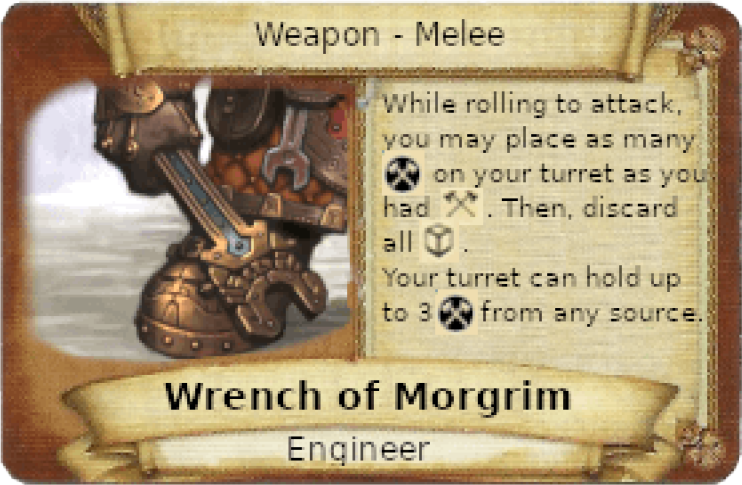 Weapon - Melee
While rolling to attack,
you may place as many
on your turret as you
had . Then, discard
all .
Your turret can hold up
to 3 from any source.
Wrench of Morgrim
Engineer